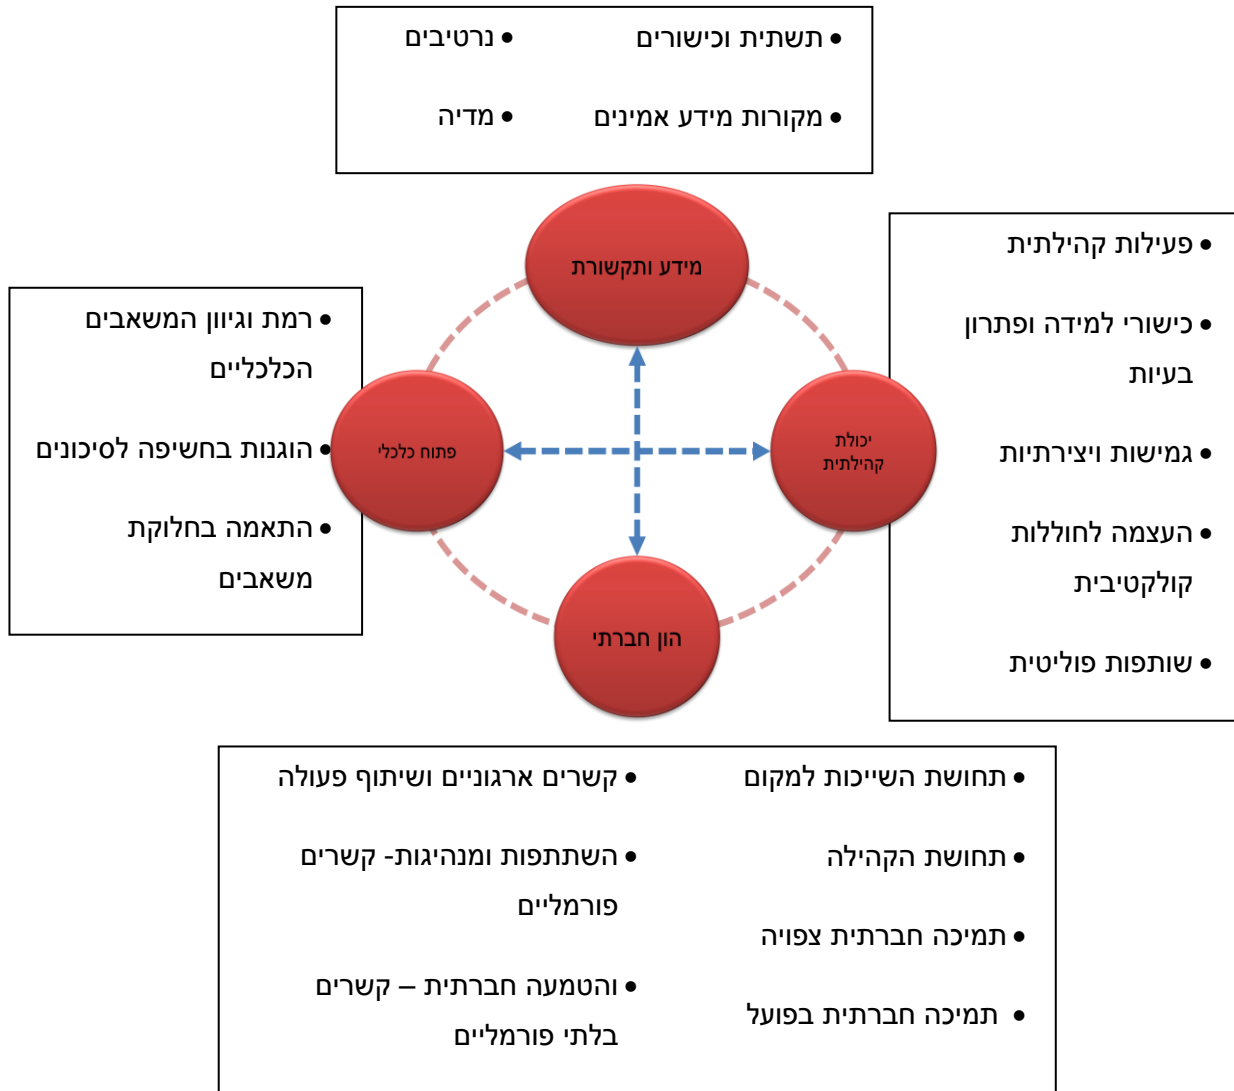 • תשתית וכישורים
• מקורות מידע אמינים
• נרטיבים
• מדיה
מידע ותקשורת
• פעילות קהילתית
• כישורי למידה ופתרון
בעיות
• גמישות ויצירתיות
• העצמה לחוללות
קולקטיבית
• שותפות פוליטית
יכולת
קהילתית
פתוח כלכלי
• רמת וגיוון המשאבים
הכלכליים
• הוגנות בחשיפה לסיכונים
• התאמה בחלוקת
משאבים
הון חברתי
• תחושת השייכות למקום
• תחושת הקהילה
• תמיכה חברתית צפויה
• תמיכה חברתית בפועל
• קשרים ארגוניים ושיתוף פעולה
• השתתפות ומנהיגות- קשרים
פורמליים
• והטמעה חברתית – קשרים
בלתי פורמליים